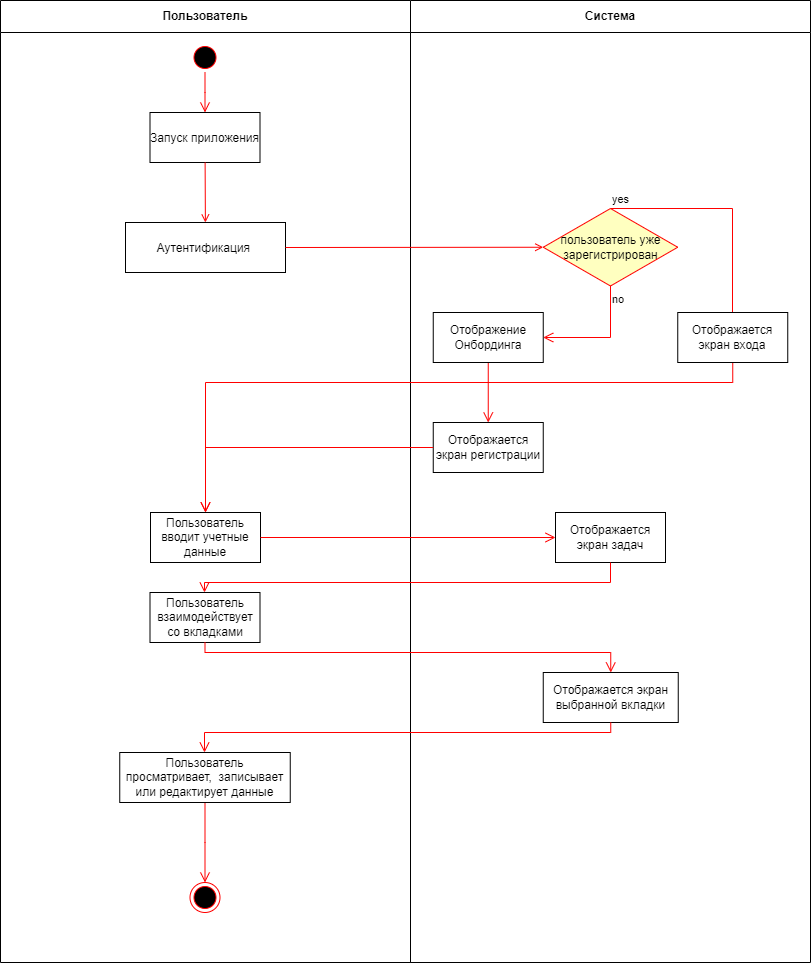 Пользователь
Система
Запуск приложения
yes
Аутентификация
пользователь уже
зарегистрирован
no
Отображение
Онбординга
Отображается
экран входа
Отображается
экран регистрации
Пользователь
вводит учетные
данные
Отображается
экран задач
Пользователь
взаимодействует
со вкладками
Отображается экран
выбранной вкладки
Пользователь
просматривает, записывает
или редактирует данные